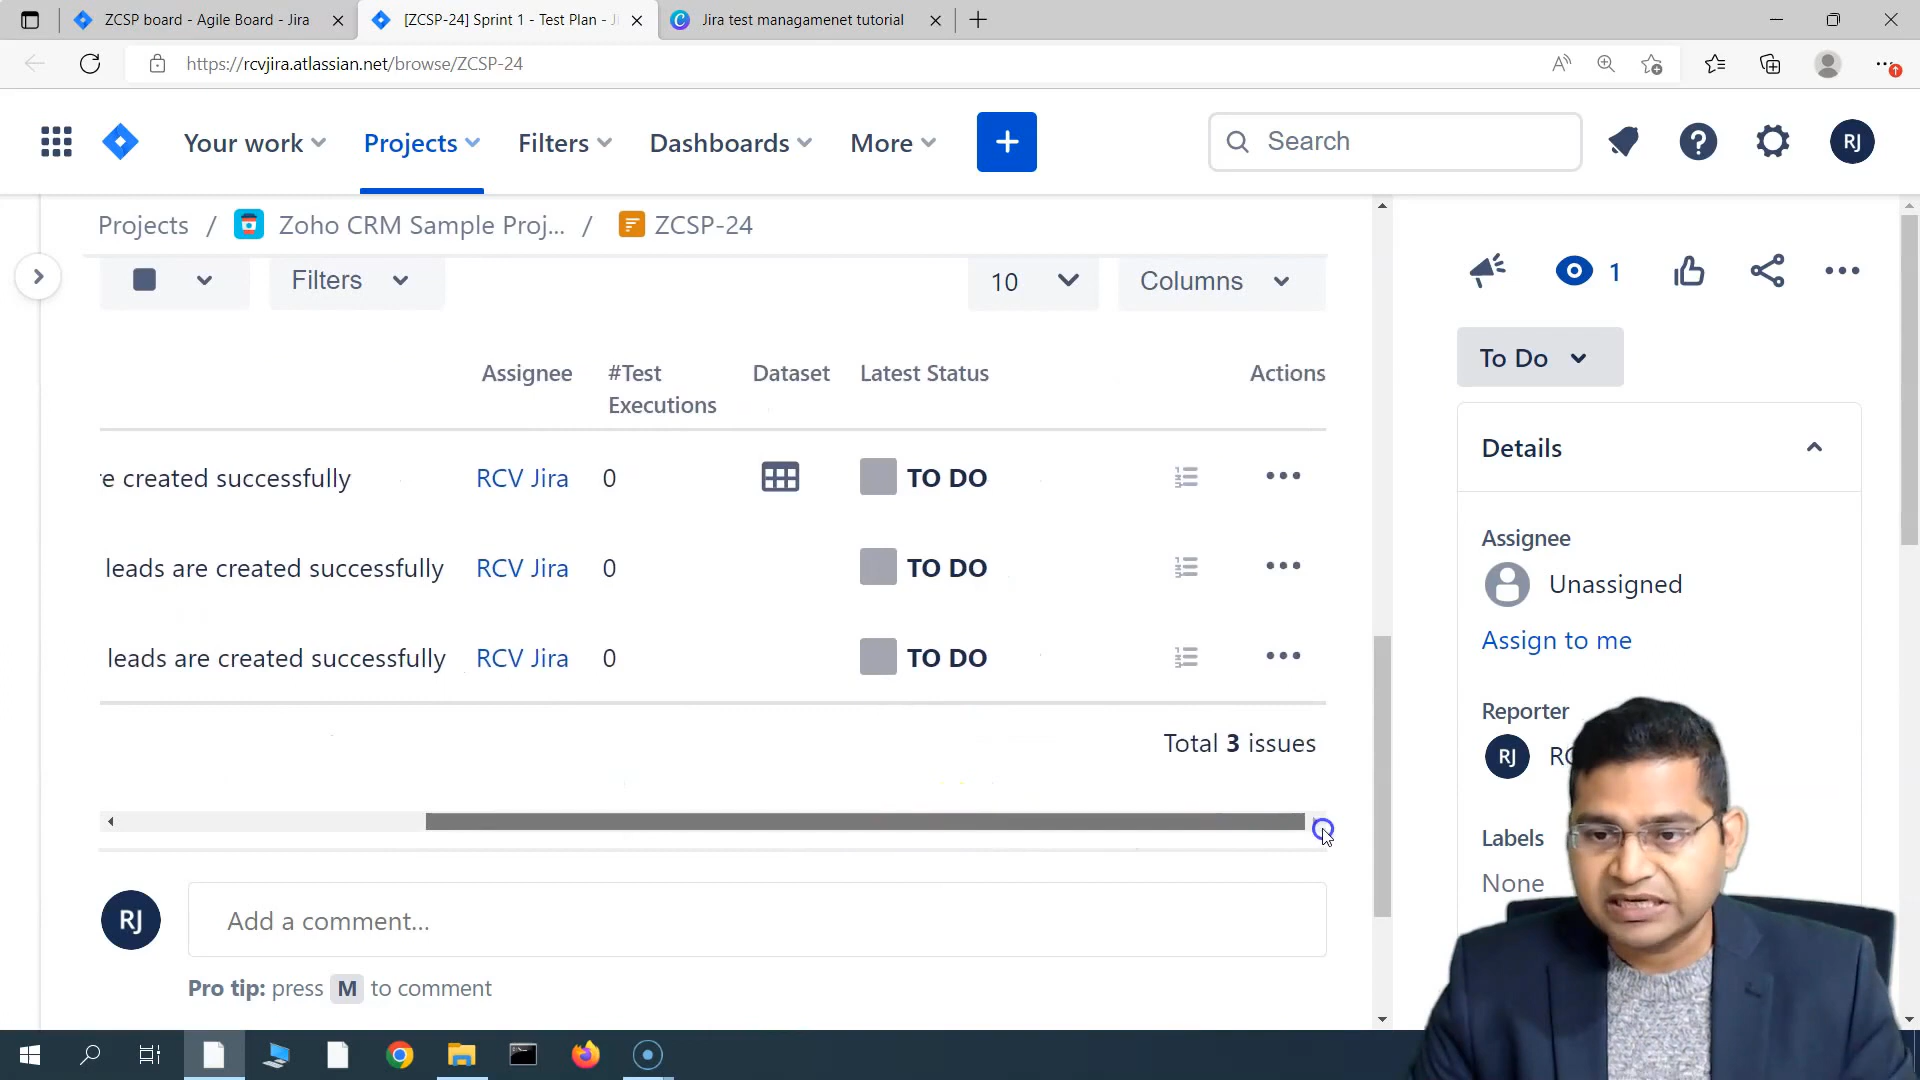 ZCSP board - Agile Board - Jira
[ZCSP-24] Sprint 1 - Test Plan - Ji
Jira test managamenet tutorial
https://rcvjira.atlassian.net/browse/ZCSP-24
Your work
Projects
Filters
Dashboards
More
Search
RJ
Projects / Zoho CRM Sample Proj... / ZCSP-24
1
Filters
10
Columns
To Do
Assignee
#Test Executions
Dataset
Latest Status
Actions
e created successfully RCV Jira 0 TO DO
leads are created successfully RCV Jira 0 TO DO
leads are created successfully RCV Jira 0 TO DO
Total 3 issues
Details
Assignee
Unassigned
Assign to me
Reporter
RJ
Labels
None
RJ
Add a comment...
Pro tip: press M to comment